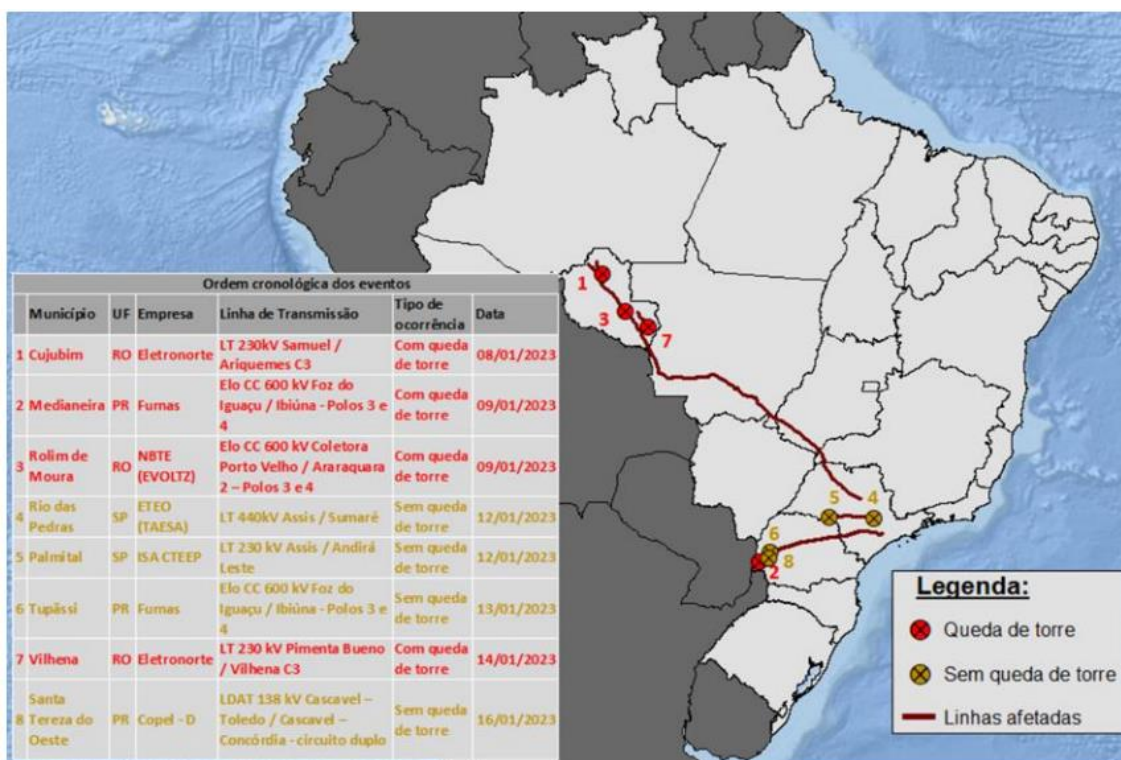 Ordem cronológica dos eventos
Município UF Empresa Linha de Transmissão Tipo de ocorrência Data
1 Cujubim RO Eletronorte LT 230kV Samuel / Ariquemes C3 Com queda de torre 08/01/2023
2 Medianeira PR Furnas Elo CC 600 kV Foz do Iguaçu / Ibiúna - Polos 3 e 4 Com queda de torre 09/01/2023
3 Rolim de Moura RO NBTE (EVOLTZ) Elo CC 600 kV Coletora Porto Velho / Araraquara 2 – Polos 3 e 4 Com queda de torre 09/01/2023
4 Rio das Pedras SP ETEO (TAESA) LT 440kV Assis / Sumaré Sem queda de torre 12/01/2023
5 Palmital SP ISA CTEEP LT 230 kV Assis / Andirá Leste Sem queda de torre 12/01/2023
6 Tupãssi PR Furnas Elo CC 600 kV Foz do Iguaçu / Ibiúna - Polos 3 e 4 Sem queda de torre 13/01/2023
7 Vilhena RO Eletronorte LT 230 kV Pimenta Bueno / Vilhena C3 Com queda de torre 14/01/2023
8 Santa Tereza do Oeste PR Copel - D LDAT 138 kV Cascavel – Toledo / Cascavel – Concórdia - circuito duplo Sem queda de torre 16/01/2023
1
3
7
5 4
6
8
2
Legenda:
Queda de torre
Sem queda de torre
Linhas afetadas